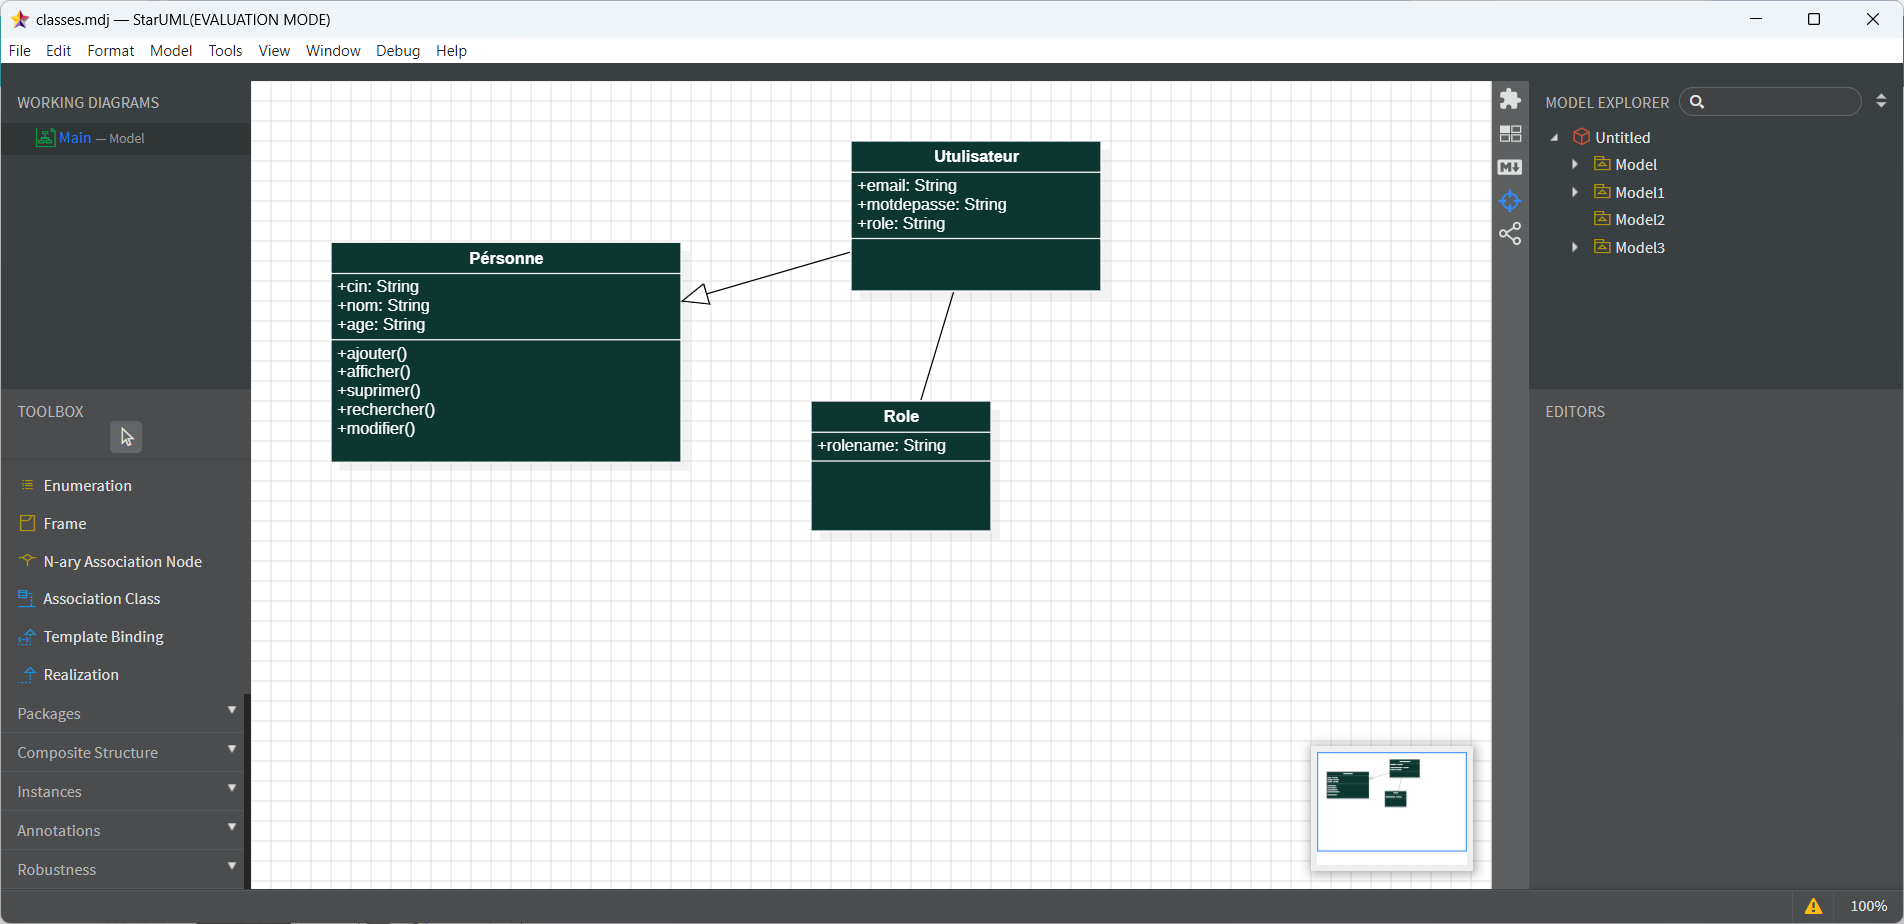 classes.mdj — StarUML(EVALUATION MODE)
File Edit Format Model Tools View Window Debug Help
WORKING DIAGRAMS
Main — Model
TOOLBOX
Enumeration
Frame
N-ary Association Node
Association Class
Template Binding
Realization
Packages
Composite Structure
Instances
Annotations
Robustness
Pérsonne
+cin: String
+nom: String
+age: String
+ajouter()
+afficher()
+suprimer()
+rechercher()
+modifier()
Utulisateur
+email: String
+motdepasse: String
+role: String
Role
+rolename: String
M
MODEL EXPLORER
Untitled
Model
Model1
Model2
Model3
EDITORS
100%